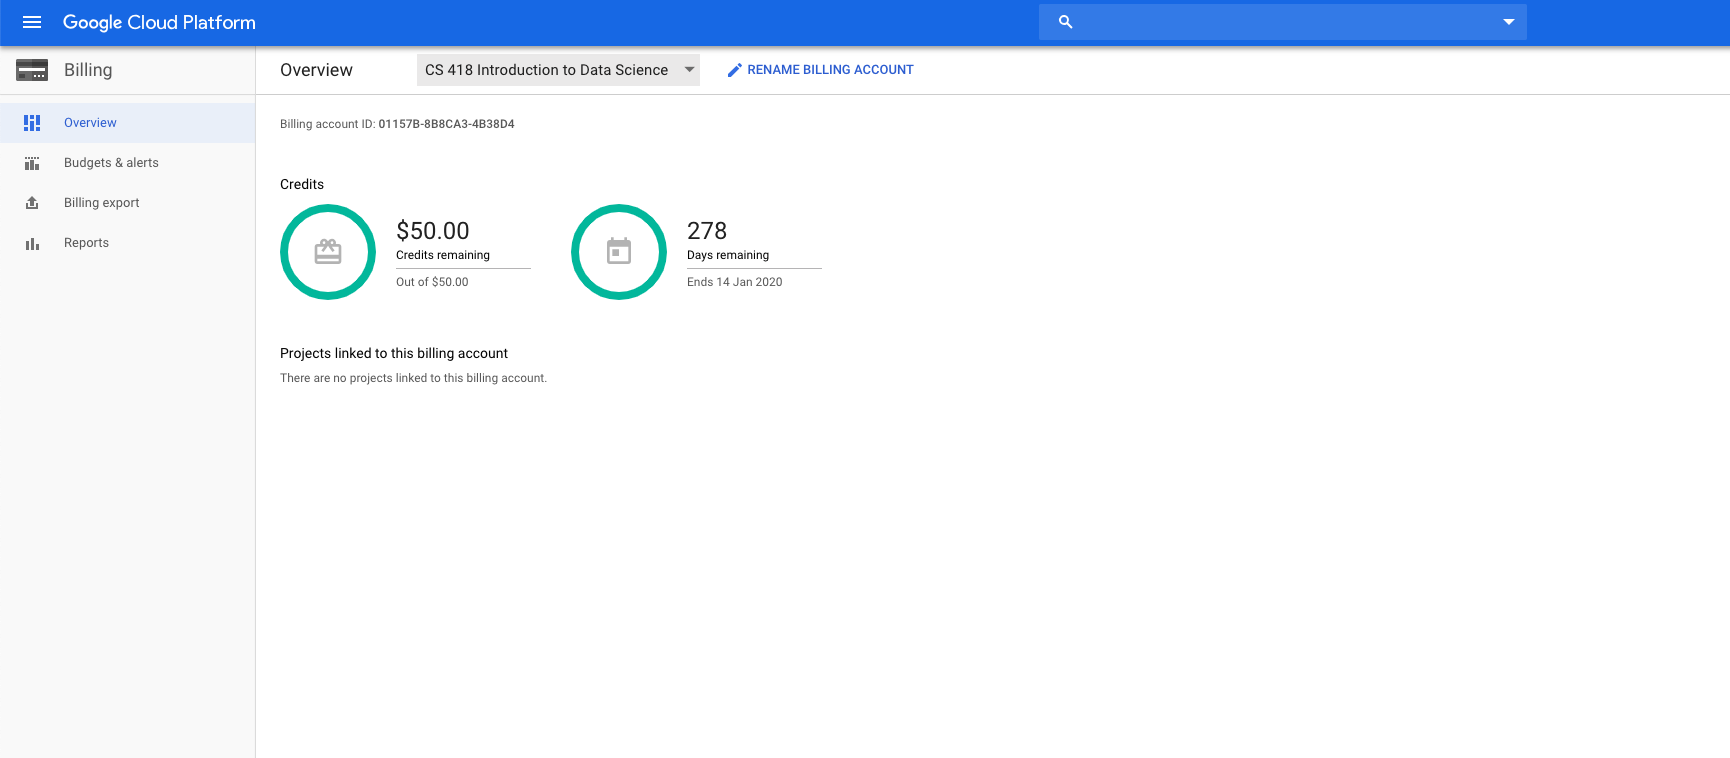 Google Cloud Platform
Billing
Overview
CS 418 Introduction to Data Science
RENAME BILLING ACCOUNT
Overview
Budgets & alerts
Billing export
Reports
Billing account ID: 01157B-8B8CA3-4B38D4
Credits
$50.00
Credits remaining
Out of $50.00
278
Days remaining
Ends 14 Jan 2020
Projects linked to this billing account
There are no projects linked to this billing account.